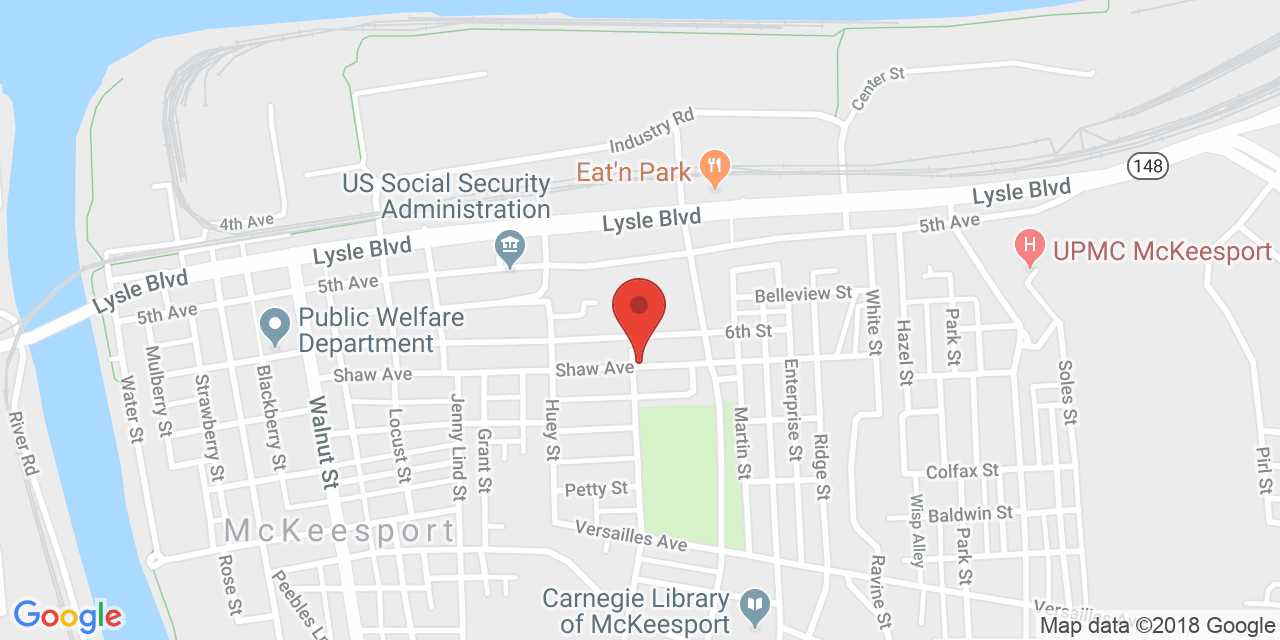 Center St
Industry Rd
Eat'n Park
148
US Social Security
Administration
Lysle Blvd
Lysle Blvd
4th Ave
5th Ave
Lysle Blvd
UPMC McKeesport
H
Lysle Blvd
5th Ave
5th Ave
Belleview St
Public Welfare
Department
6th St
White St
Hazel St
Park St
Shaw Ave
Shaw Ave
Mulberry St
Water St
Strawberry St
Blackberry St
Walnut St
Locust St
Jenny Lind St
Grant St
Huey St
Martin St
Enterprise St
Ridge St
Soles St
River Rd
Pirl St
Colfax St
Petty St
Baldwin St
Wisp Alley
Park St
McKeesport
Versailles Ave
Rose St
Peebles Ln
Ravine St
Carnegie Library
of McKeesport
Versailles Av
Google
Map data ©2018 Google